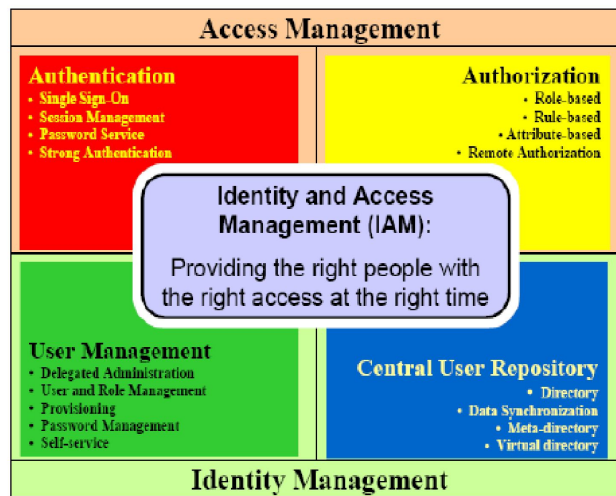 Access Management
Authentication
• Single Sign-On
• Session Management
• Password Service
• Strong Authentication
Authorization
• Role-based
• Rule-based
• Attribute-based
• Remote Authorization
Identity and Access
Management (IAM):
Providing the right people with
the right access at the right time
User Management
• Delegated Administration
• User and Role Management
• Provisioning
• Password Management
• Self-service
Central User Repository
• Directory
• Data Synchronization
• Meta-directory
• Virtual directory
Identity Management